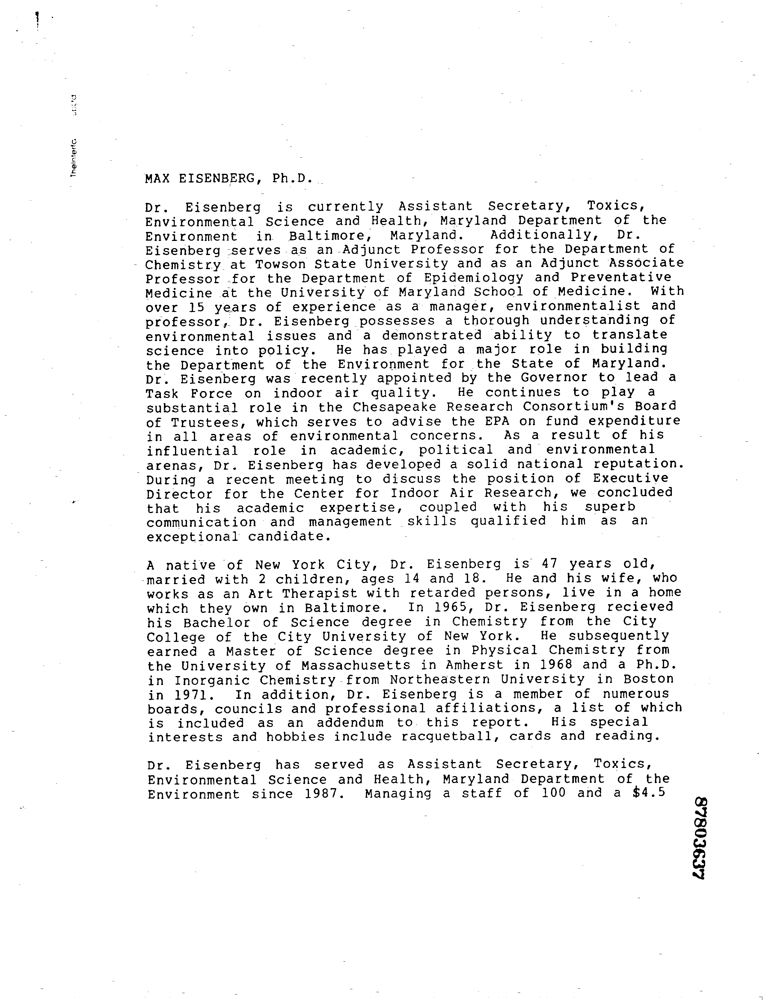 MAX EISENBERG, Ph.D.
Dr. Eisenberg is currently Assistant Secretary, Toxics,
Environmental Science and Health, Maryland Department of the
Environment in Baltimore, Maryland. Additionally, Dr.
Eisenberg serves as an Adjunct Professor for the Department of
Chemistry at Towson State University and as an Adjunct Associate
Professor for the Department of Epidemiology and Preventative
Medicine at the University of Maryland School of Medicine. With
over 15 years of experience as a manager, environmentalist and
professor, Dr. Eisenberg possesses a thorough understanding of
environmental issues and a demonstrated ability to translate
science into policy. He has played a major role in building
the Department of the Environment for the State of Maryland.
Dr. Eisenberg was recently appointed by the Governor to lead a
Task Force on indoor air quality. He continues to play a
substantial role in the Chesapeake Research Consortium's Board
of Trustees, which serves to advise the EPA on fund expenditure
in all areas of environmental concerns. As a result of his
influential role in academic, political and environmental
arenas, Dr. Eisenberg has developed a solid national reputation.
During a recent meeting to discuss the position of Executive
Director for the Center for Indoor Air Research, we concluded
that his academic expertise, coupled with his superb
communication and management skills qualified him as an
exceptional candidate.
A native of New York City, Dr. Eisenberg is 47 years old,
married with 2 children, ages 14 and 18. He and his wife, who
works as an Art Therapist with retarded persons, live in a home
which they own in Baltimore. In 1965, Dr. Eisenberg recieved
his Bachelor of Science degree in Chemistry from the City
College of the City University of New York. He subsequently
earned a Master of Science degree in Physical Chemistry from
the University of Massachusetts in Amherst in 1968 and a Ph.D.
in Inorganic Chemistry from Northeastern University in Boston
in 1971. In addition, Dr. Eisenberg is a member of numerous
boards, councils and professional affiliations, a list of which
is included as an addendum to this report. His special
interests and hobbies include racquetball, cards and reading.
Dr. Eisenberg has served as Assistant Secretary, Toxics,
Environmental Science and Health, Maryland Department of the
Environment since 1987. Managing a staff of 100 and a $4.5
87803637